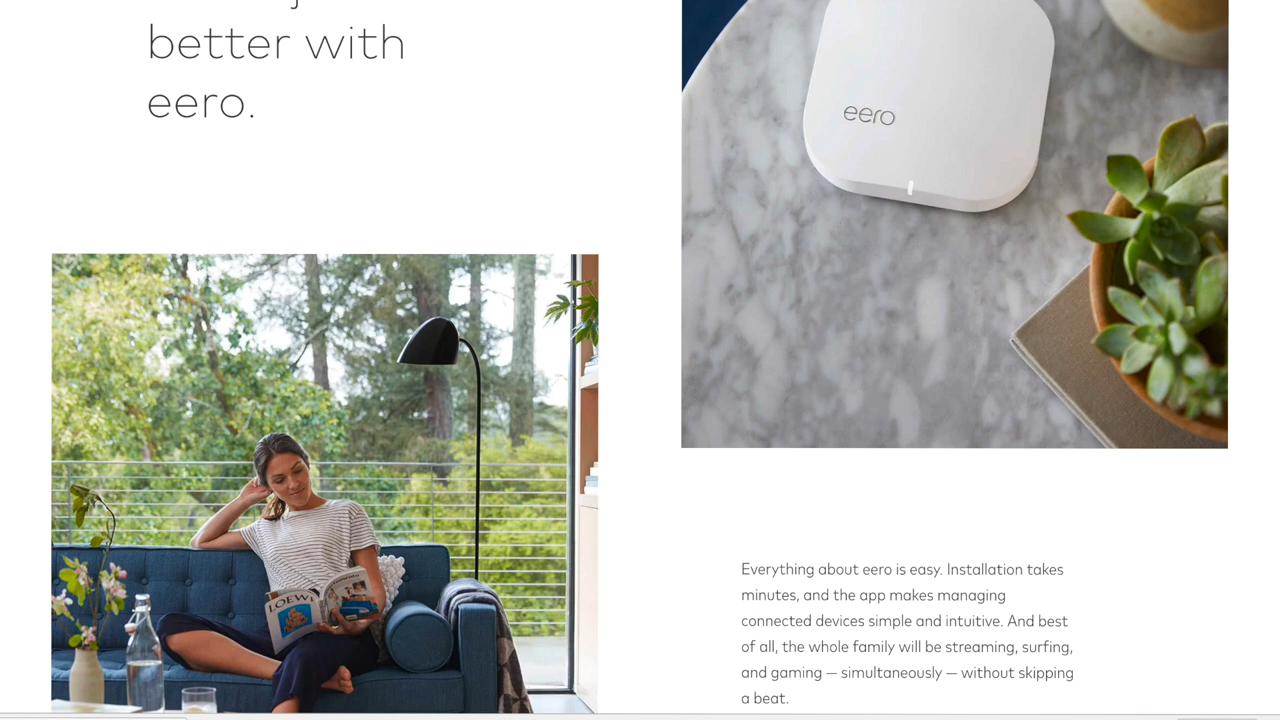 better with
eero.
eero
LOEWE
Everything about eero is easy. Installation takes
minutes, and the app makes managing
connected devices simple and intuitive. And best
of all, the whole family will be streaming, surfing,
and gaming — simultaneously — without skipping
a beat.